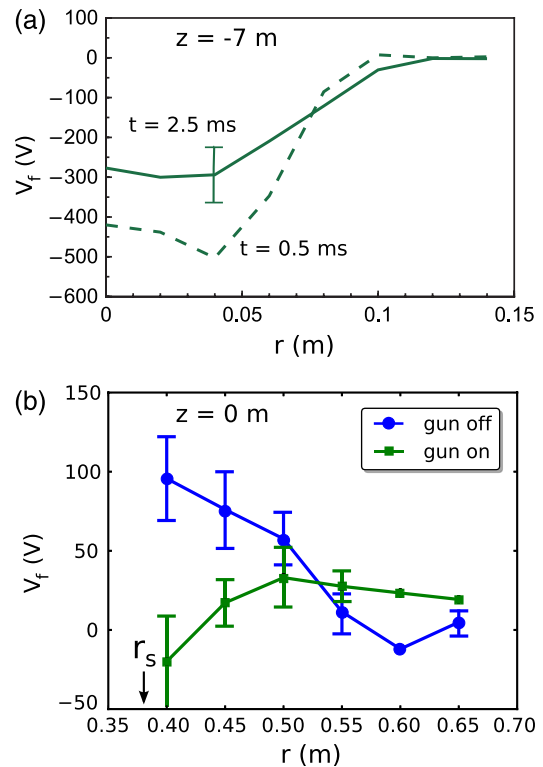 (a)
z = -7 m
100
0
−100
−200
−300
−400
−500
−600
V_f (V)
t = 2.5 ms
t = 0.5 ms
0 0.05 0.1 0.15
r (m)
(b)
z = 0 m
gun off
gun on
150
100
50
0
−50
V_f (V)
r_s
0.35 0.40 0.45 0.50 0.55 0.60 0.65 0.70
r (m)